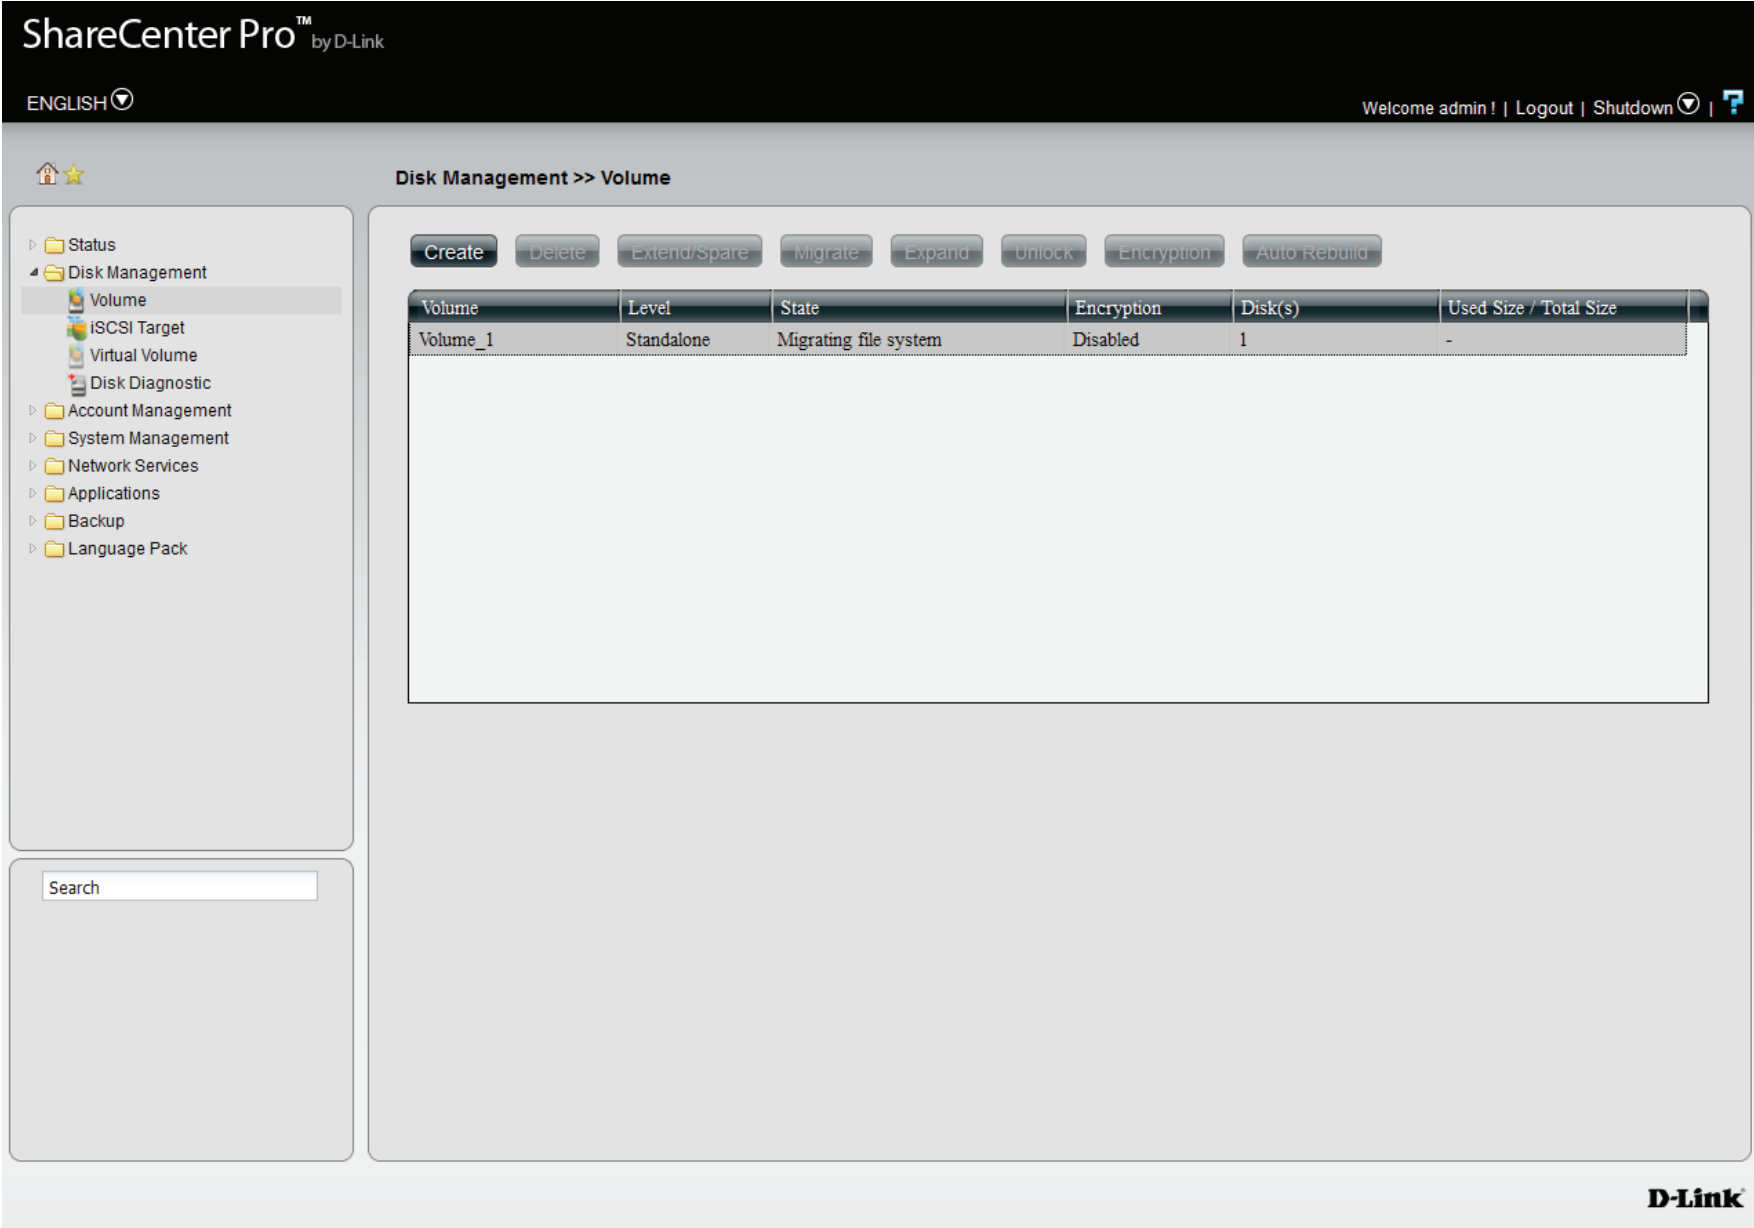 ShareCenter Pro™ by D-Link
ENGLISH
Welcome admin ! | Logout | Shutdown | ?
Disk Management >> Volume
Status
Disk Management
Volume
iSCSI Target
Virtual Volume
Disk Diagnostic
Account Management
System Management
Network Services
Applications
Backup
Language Pack
Search
Create Delete Extend/Spare Migrate Expand Unlock Encryption Auto Rebuild
Volume Level State Encryption Disk(s) Used Size / Total Size
Volume_1 Standalone Migrating file system Disabled 1 -
D-Link